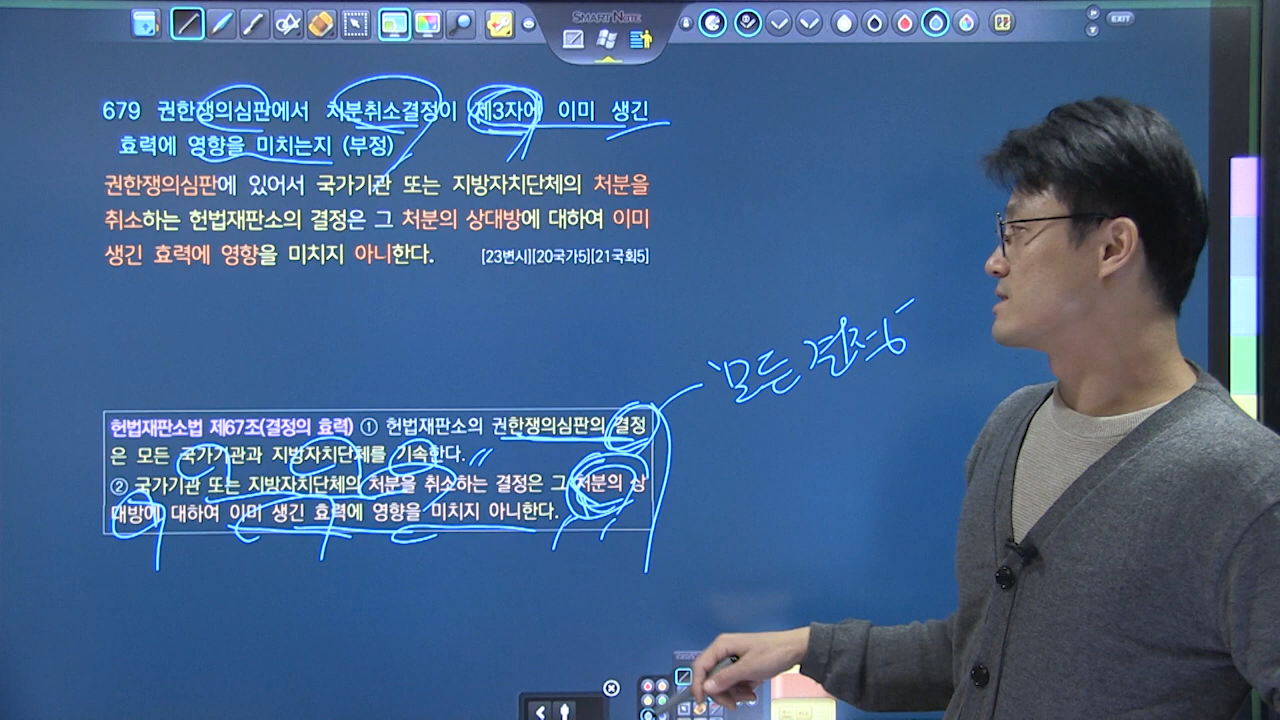 SMART NOTE
EXIT
679 권한쟁의심판에서 처분취소결정이 제3자에 이미 생긴
효력에 영향을 미치는지 (부정)
권한쟁의심판에 있어서 국가기관 또는 지방자치단체의 처분을
취소하는 헌법재판소의 결정은 그 처분의 상대방에 대하여 이미
생긴 효력에 영향을 미치지 아니한다.
[23변시][20국가5][21국회5]
'모든 결정'
헌법재판소법 제67조(결정의 효력) ① 헌법재판소의 권한쟁의심판의 결정
은 모든 국가기관과 지방자치단체를 기속한다.
② 국가기관 또는 지방자치단체의 처분을 취소하는 결정은 그 처분의 상
대방에 대하여 이미 생긴 효력에 영향을 미치지 아니한다.